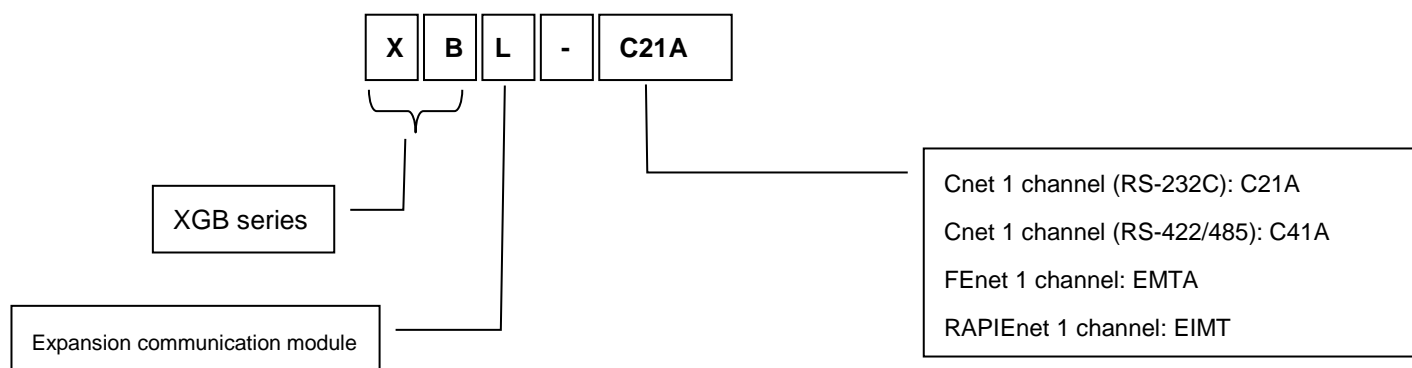 X B L - C21A
Cnet 1 channel (RS-232C): C21A
XGB series
Cnet 1 channel (RS-422/485): C41A
FEnet 1 channel: EMTA
RAPIEnet 1 channel: EIMT
Expansion communication module